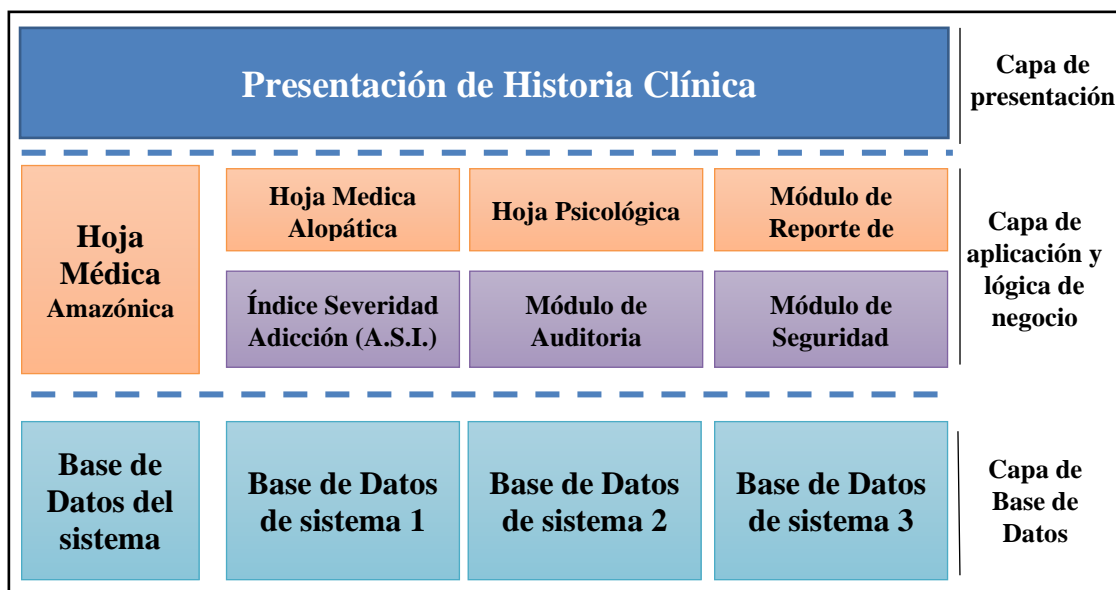 Presentación de Historia Clínica
Capa de
presentación
Hoja
Médica
Amazónica
Hoja Medica
Alopática
Hoja Psicológica
Módulo de
Reporte de
Índice Severidad
Adicción (A.S.I.)
Módulo de
Auditoria
Módulo de
Seguridad
Capa de
aplicación y
lógica de
negocio
Base de
Datos del
sistema
Base de Datos
de sistema 1
Base de Datos
de sistema 2
Base de Datos
de sistema 3
Capa de
Base de
Datos